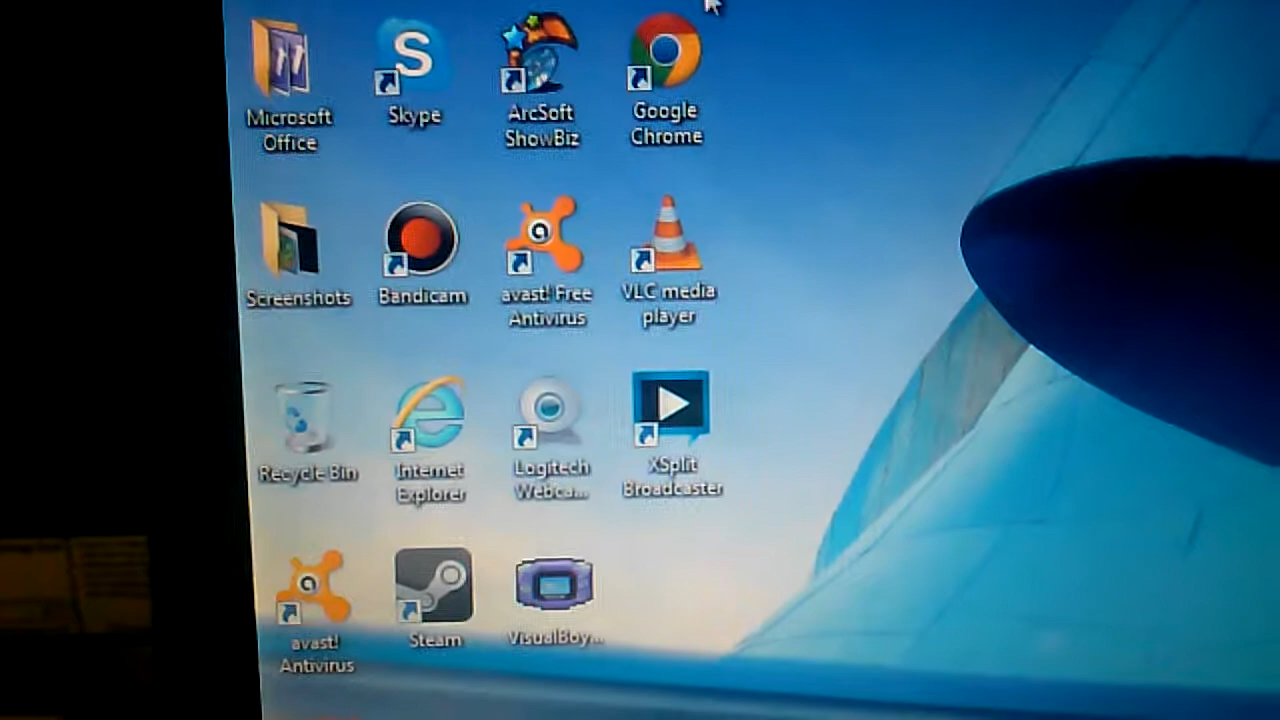 Microsoft
Office
S
Skype
ArcSoft
ShowBiz
Google
Chrome
Screenshots
Bandicam
a
avast! Free
Antivirus
VLC media
player
Recycle Bin
Internet
Explorer
Logitech
Webca...
XSplit
Broadcaster
a
avast!
Antivirus
Steam
VisualBoy...